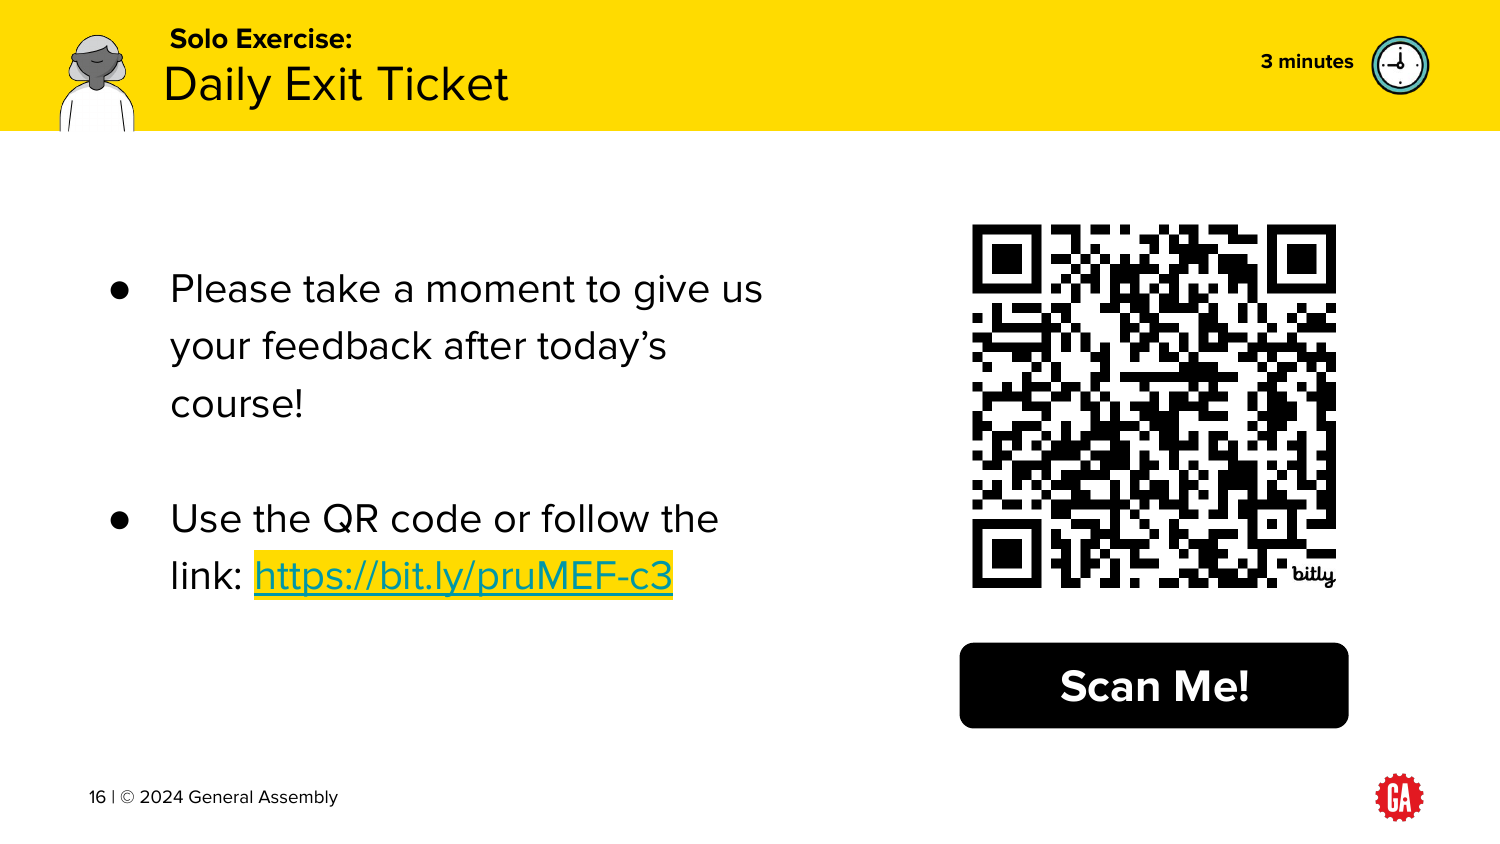 Solo Exercise:
Daily Exit Ticket
3 minutes
● Please take a moment to give us
your feedback after today’s
course!
● Use the QR code or follow the
link: https://bit.ly/pruMEF-c3
bitly
Scan Me!
16 | © 2024 General Assembly
GA